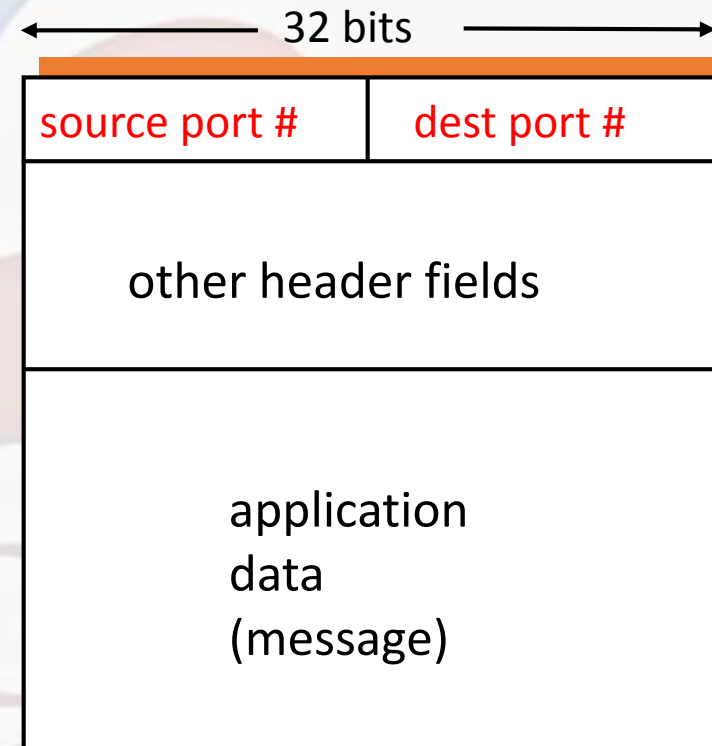 32 bits
source port # dest port #
other header fields
application
data
(message)